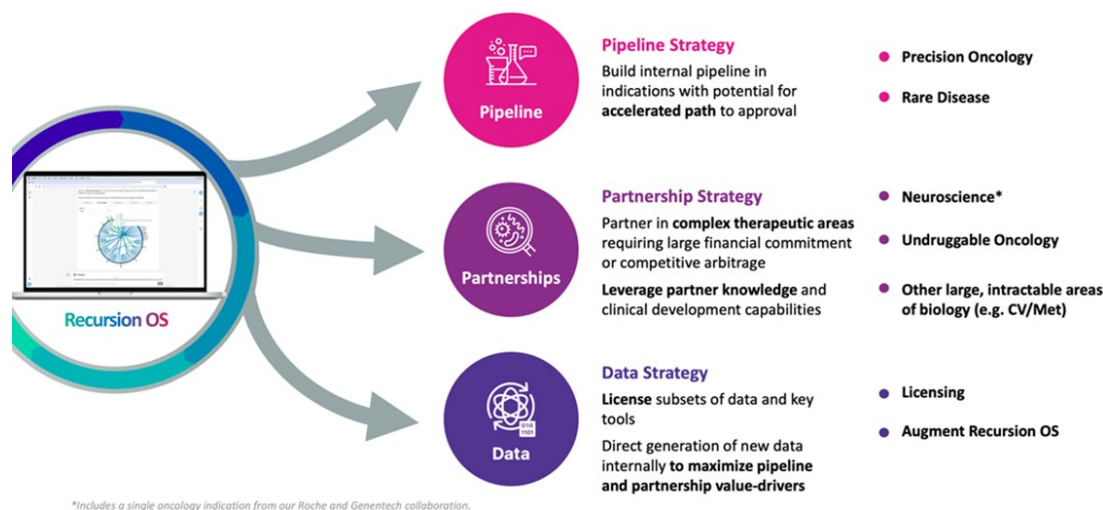 Pipeline
Pipeline Strategy
Build internal pipeline in
indications with potential for
accelerated path to approval
Precision Oncology
Rare Disease
Recursion OS
Partnerships
Partnership Strategy
Partner in complex therapeutic areas
requiring large financial commitment
or competitive arbitrage
Leverage partner knowledge and
clinical development capabilities
Neuroscience*
Undruggable Oncology
Other large, intractable areas
of biology (e.g. CV/Met)
010
1101
Data
Data Strategy
License subsets of data and key
tools
Direct generation of new data
internally to maximize pipeline
and partnership value-drivers
Licensing
Augment Recursion OS
*Includes a single oncology indication from our Roche and Genentech collaboration.